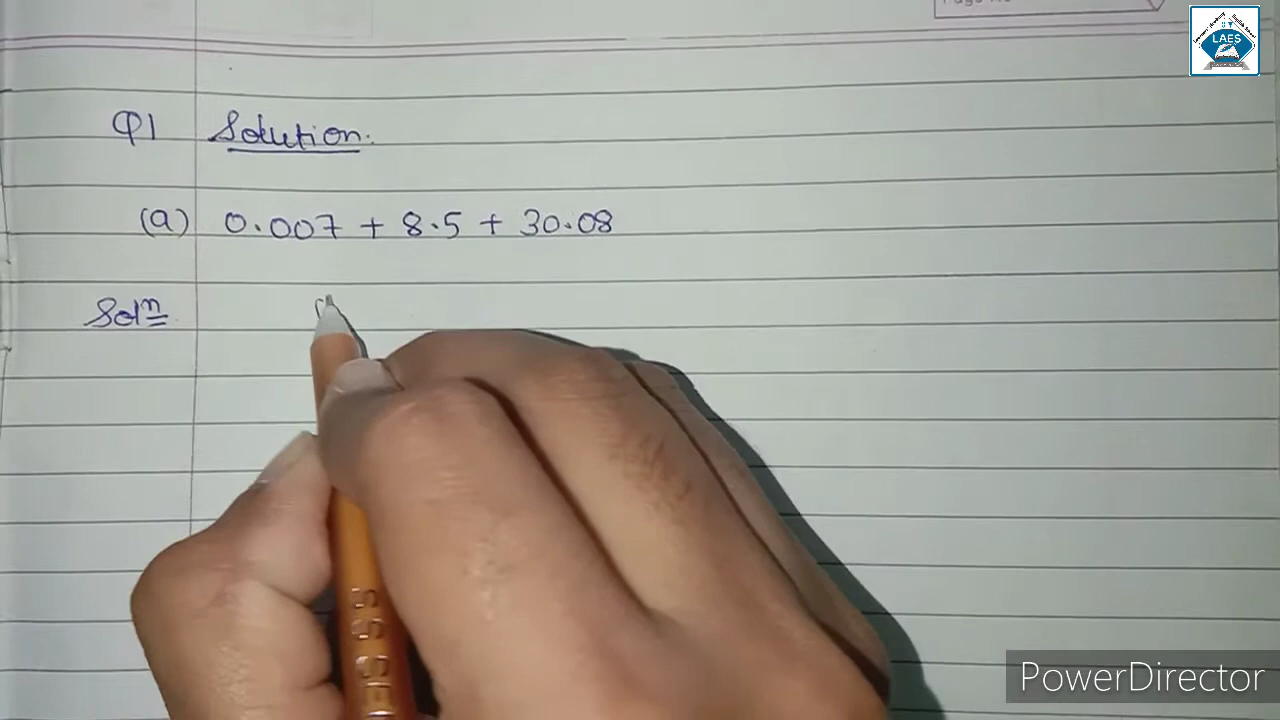 LAES
Q1 Solution.
(a) 0.007 + 8.5 + 30.08
Solⁿ
PowerDirector